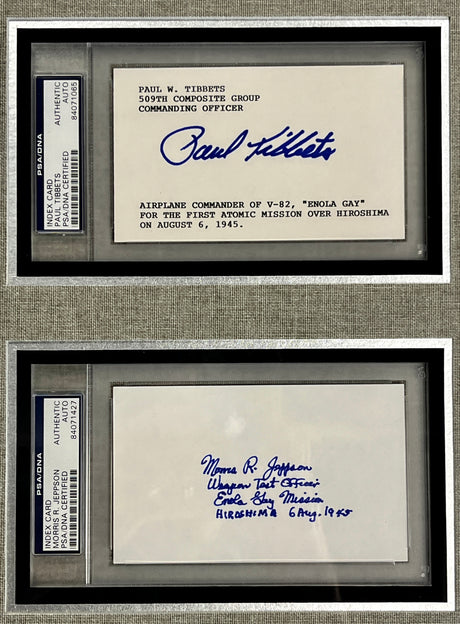 PSA/DNA
AUTHENTIC
AUTO
84071065
INDEX CARD
PAUL TIBBETS
PSA/DNA CERTIFIED
PAUL W. TIBBETS
509TH COMPOSITE GROUP
COMMANDING OFFICER
Paul Tibbets
AIRPLANE COMMANDER OF V-82, "ENOLA GAY"
FOR THE FIRST ATOMIC MISSION OVER HIROSHIMA
ON AUGUST 6, 1945.
PSA/DNA
AUTHENTIC
AUTO
84071427
INDEX CARD
MORRIS R. JEPPSON
PSA/DNA CERTIFIED
Morris R. Jeppson
Weapon Test Officer
Enola Gay Mission
HIROSHIMA 6 Aug. 1945